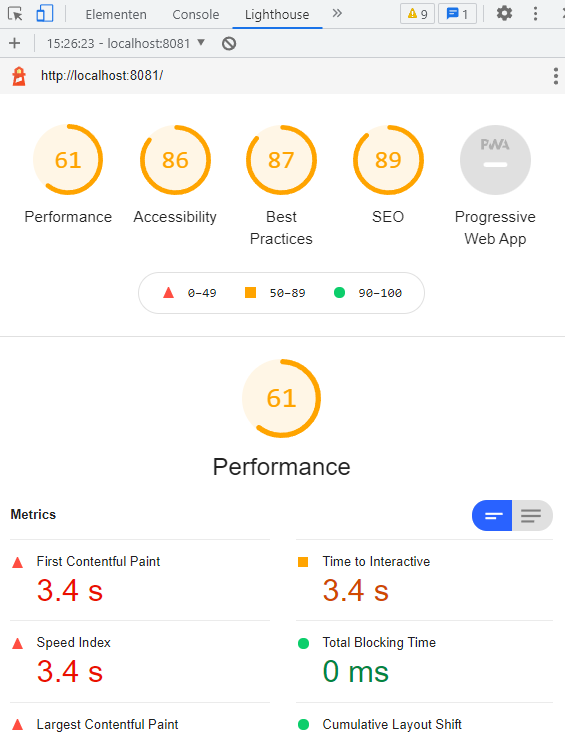 Elementen Console Lighthouse » 9 1
+ 15:26:23 - localhost:8081 ▼
http://localhost:8081/
61 86 87 89 PWA
Performance Accessibility Best Practices SEO Progressive Web App
0–49 50–89 90–100
61
Performance
Metrics
First Contentful Paint Time to Interactive
3.4 s 3.4 s
Speed Index Total Blocking Time
3.4 s 0 ms
Largest Contentful Paint Cumulative Layout Shift